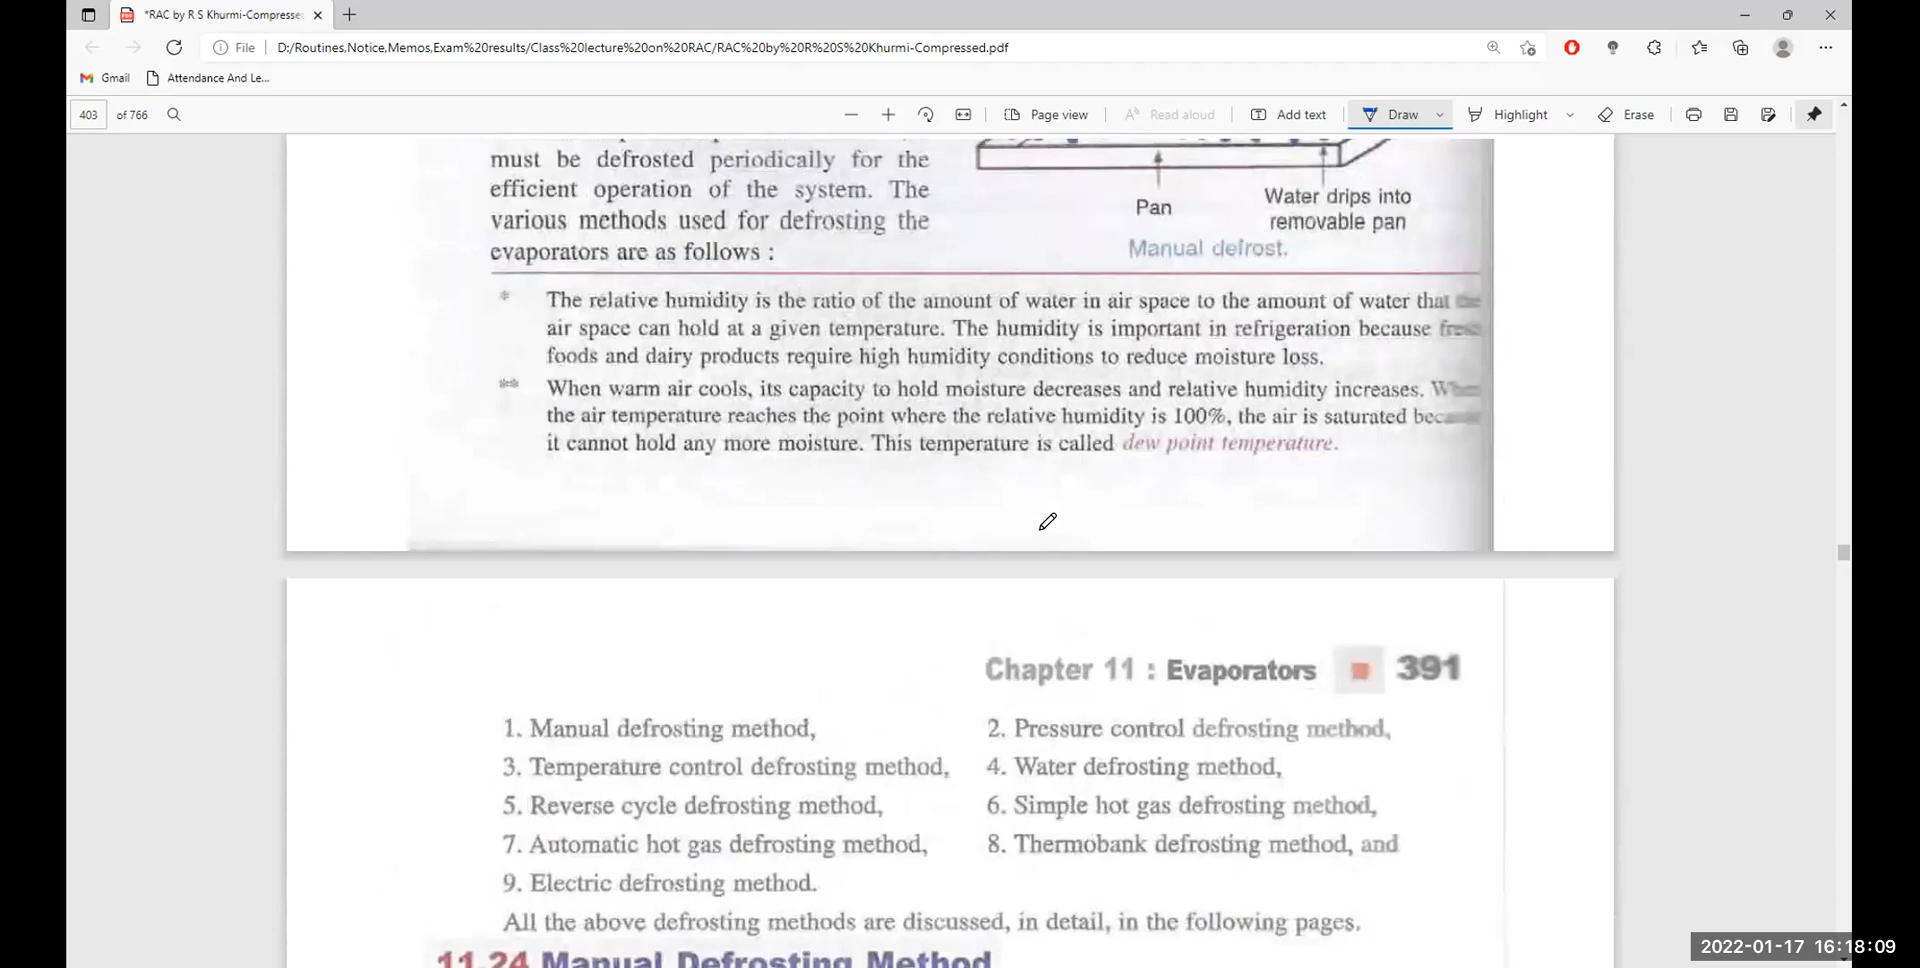 *RAC by R S Khurmi-Compresse
File D:/Routines,Notice,Memos,Exam%20results/Class%20lecture%20on%20RAC/RAC%20by%20R%20S%20Khurmi-Compressed.pdf
Gmail Attendance And Le...
403 of 766 Page view Read aloud Add text Draw Highlight Erase
must be defrosted periodically for the
efficient operation of the system. The
various methods used for defrosting the
evaporators are as follows :
Pan
Water drips into
removable pan
Manual defrost.
* The relative humidity is the ratio of the amount of water in air space to the amount of water that the
air space can hold at a given temperature. The humidity is important in refrigeration because
foods and dairy products require high humidity conditions to reduce moisture loss.
** When warm air cools, its capacity to hold moisture decreases and relative humidity increases.
the air temperature reaches the point where the relative humidity is 100%, the air is saturated
it cannot hold any more moisture. This temperature is called dew point temperature.
Chapter 11 : Evaporators 391
1. Manual defrosting method, 2. Pressure control defrosting method,
3. Temperature control defrosting method, 4. Water defrosting method,
5. Reverse cycle defrosting method, 6. Simple hot gas defrosting method,
7. Automatic hot gas defrosting method, 8. Thermobank defrosting method, and
9. Electric defrosting method.
All the above defrosting methods are discussed, in detail, in the following pages.
11.24 Manual Defrosting Method
2022-01-17 16:18:09